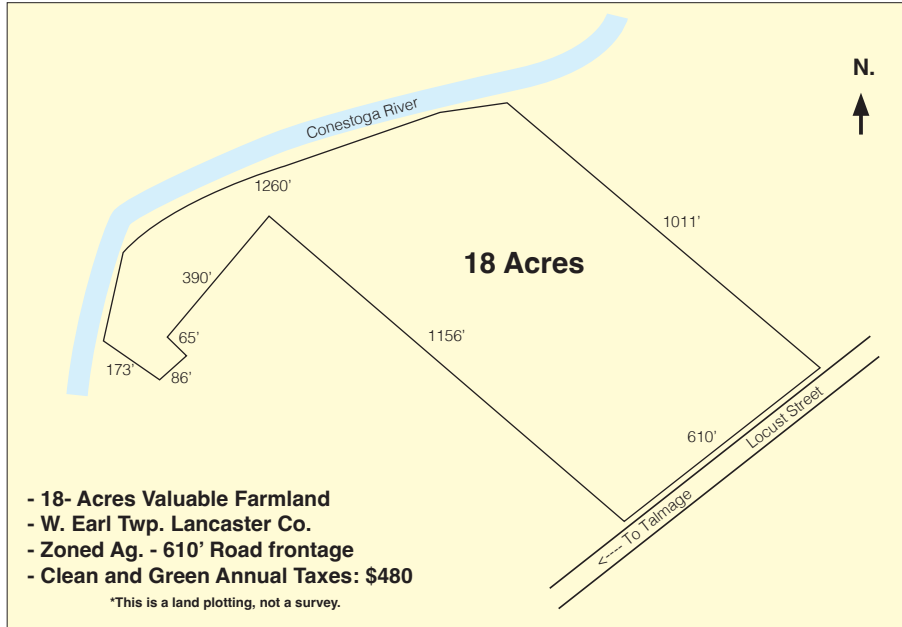 N.
Conestoga River
1260'
1011'
390'
18 Acres
65'
1156'
173'
86'
610'
Locust Street
<---- To Talmage
- 18- Acres Valuable Farmland
- W. Earl Twp. Lancaster Co.
- Zoned Ag. - 610' Road frontage
- Clean and Green Annual Taxes: $480
*This is a land plotting, not a survey.